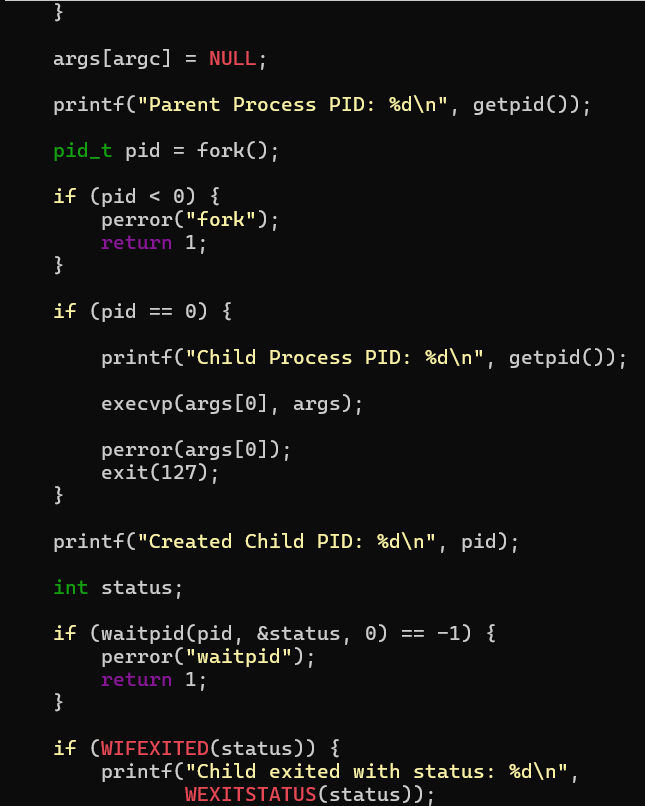 }
args[argc] = NULL;
printf("Parent Process PID: %d\n", getpid());
pid_t pid = fork();
if (pid < 0) {
perror("fork");
return 1;
}
if (pid == 0) {
printf("Child Process PID: %d\n", getpid());
execvp(args[0], args);
perror(args[0]);
exit(127);
}
printf("Created Child PID: %d\n", pid);
int status;
if (waitpid(pid, &status, 0) == -1) {
perror("waitpid");
return 1;
}
if (WIFEXITED(status)) {
printf("Child exited with status: %d\n",
WEXITSTATUS(status));